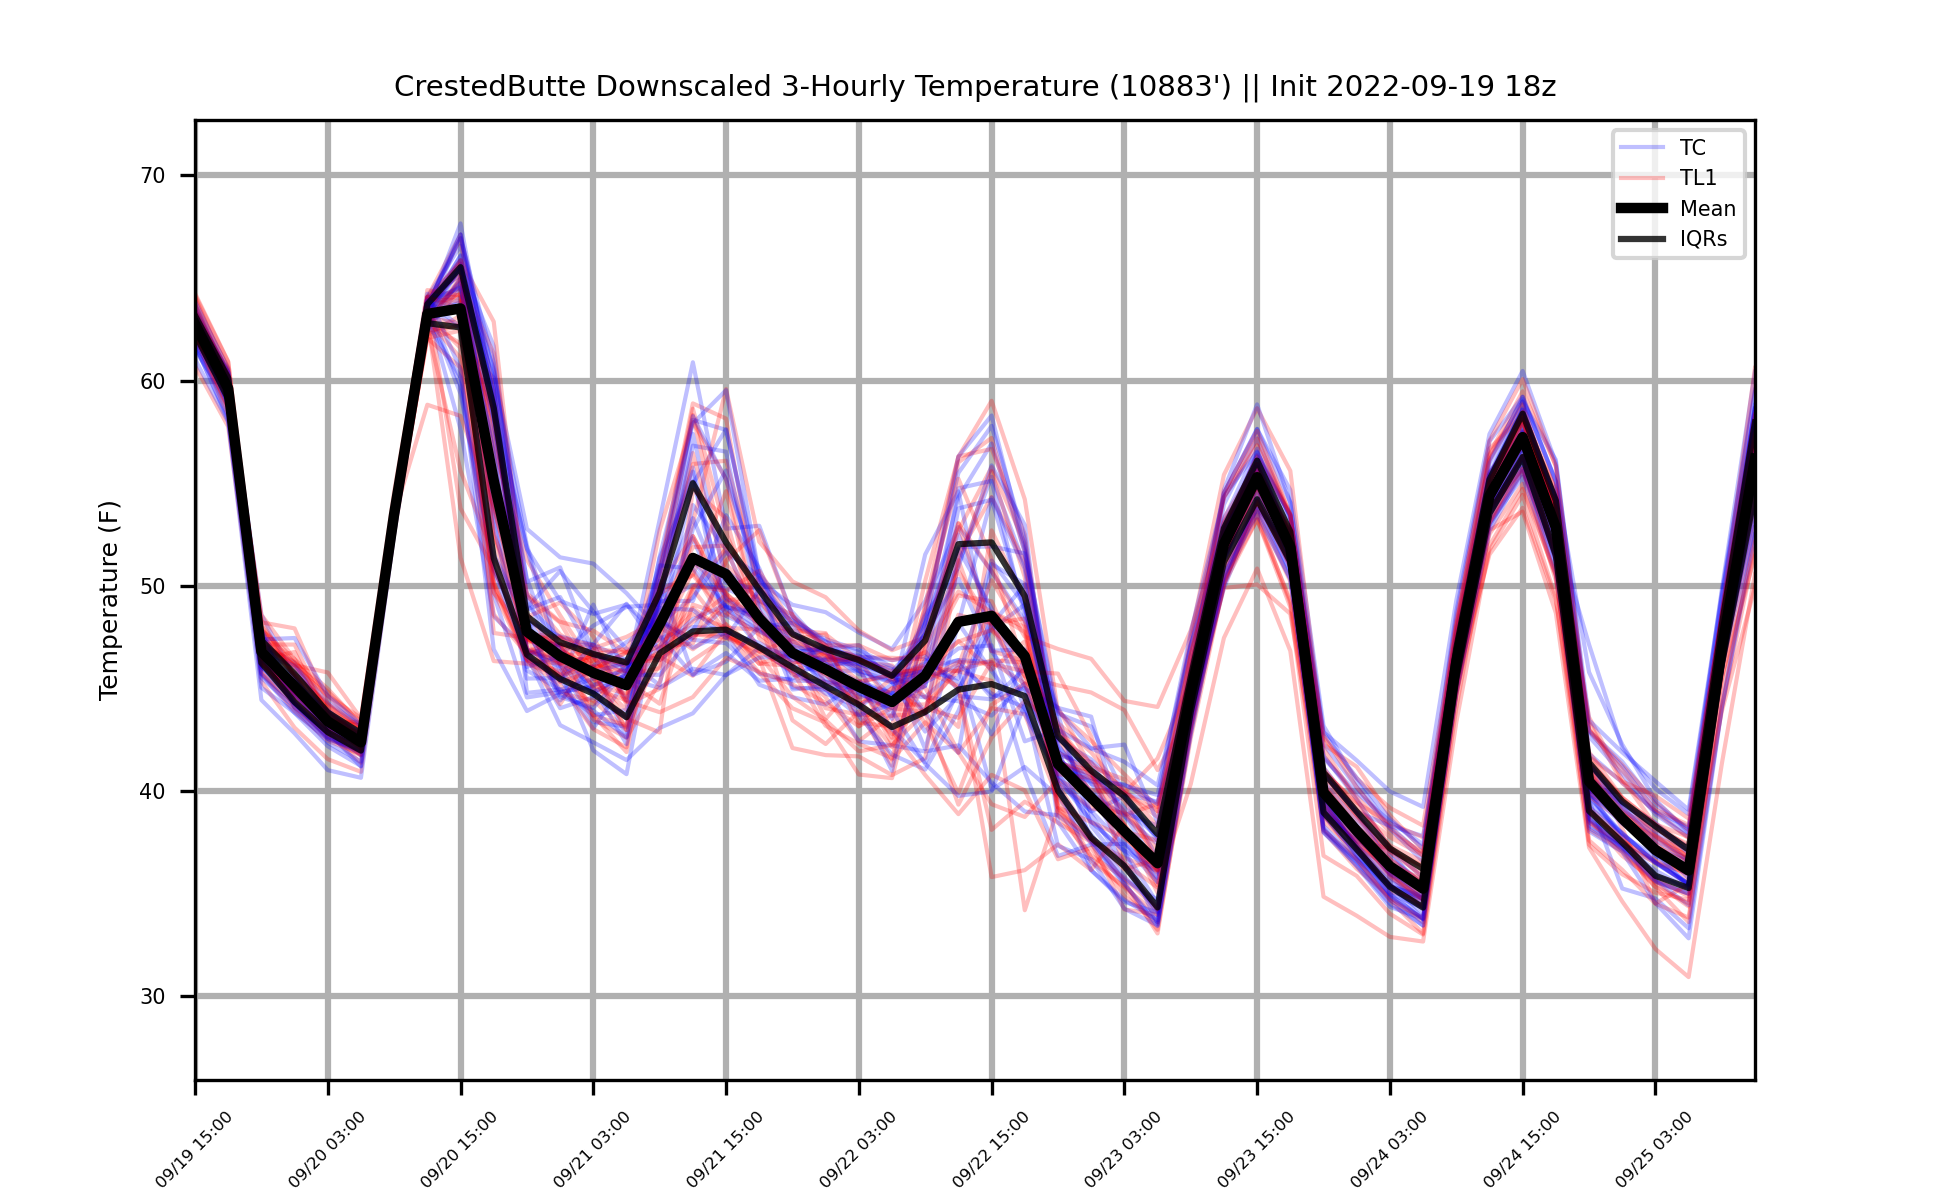 CrestedButte Downscaled 3-Hourly Temperature (10883') || Init 2022-09-19 18z
TC
TL1
Mean
IQRs
Temperature (F)
70
60
50
40
30
09/19 15:00
09/20 03:00
09/20 15:00
09/21 03:00
09/21 15:00
09/22 03:00
09/22 15:00
09/23 03:00
09/23 15:00
09/24 03:00
09/24 15:00
09/25 03:00